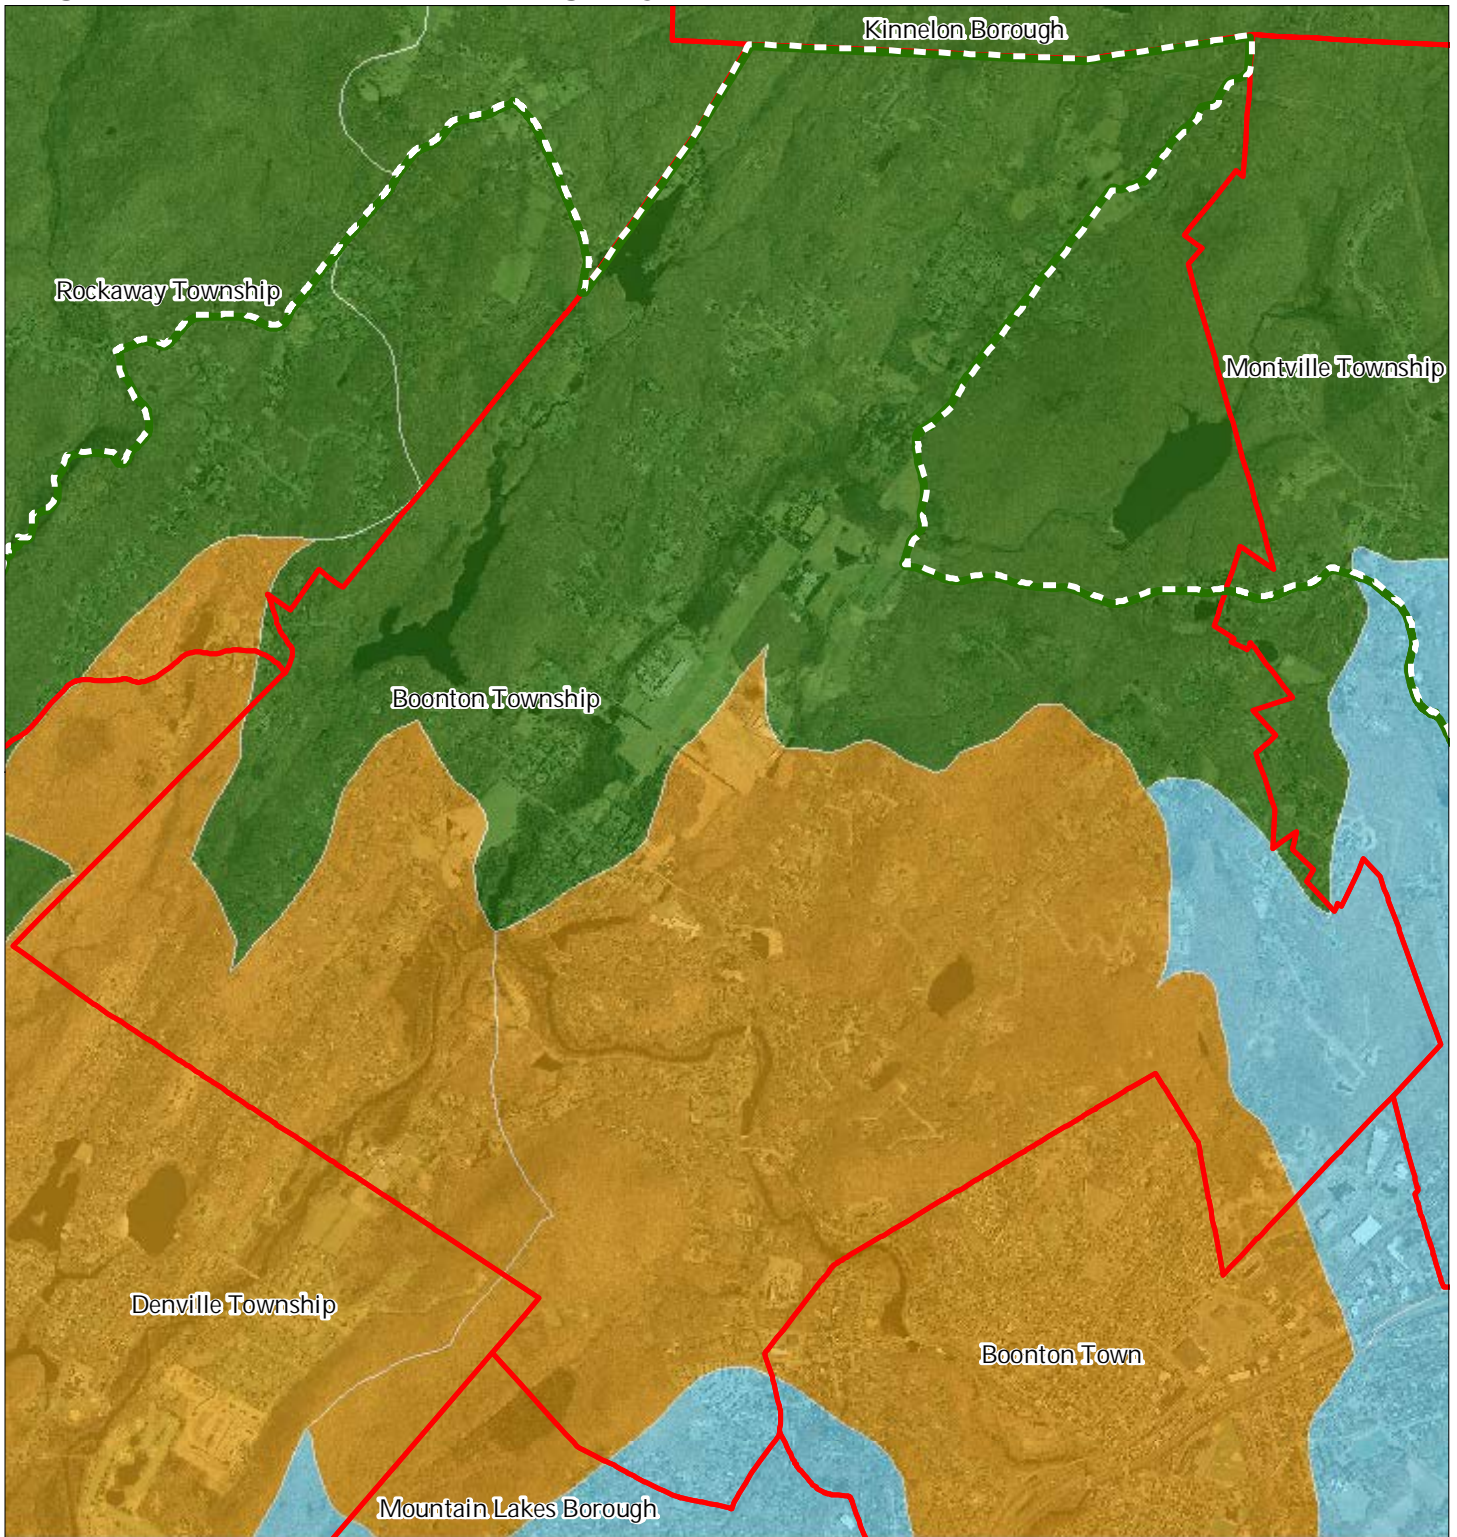 Kinnelon Borough
Rockaway Township
Montville Township
Boonton Township
Denville Township
Boonton Town
Mountain Lakes Borough